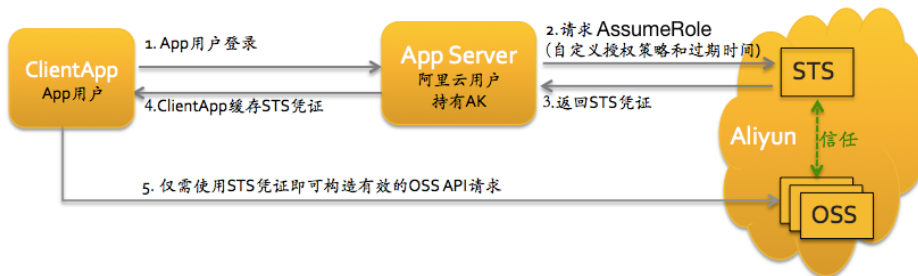 1. App用户登录
2.请求 AssumeRole
(自定义授权策略和过期时间)
ClientApp
App用户
App Server
阿里云用户
持有AK
STS
4.ClientApp缓存STS凭证
3.返回STS凭证
Aliyun
信任
5. 仅需使用STS凭证即可构造有效的OSS API请求
OSS